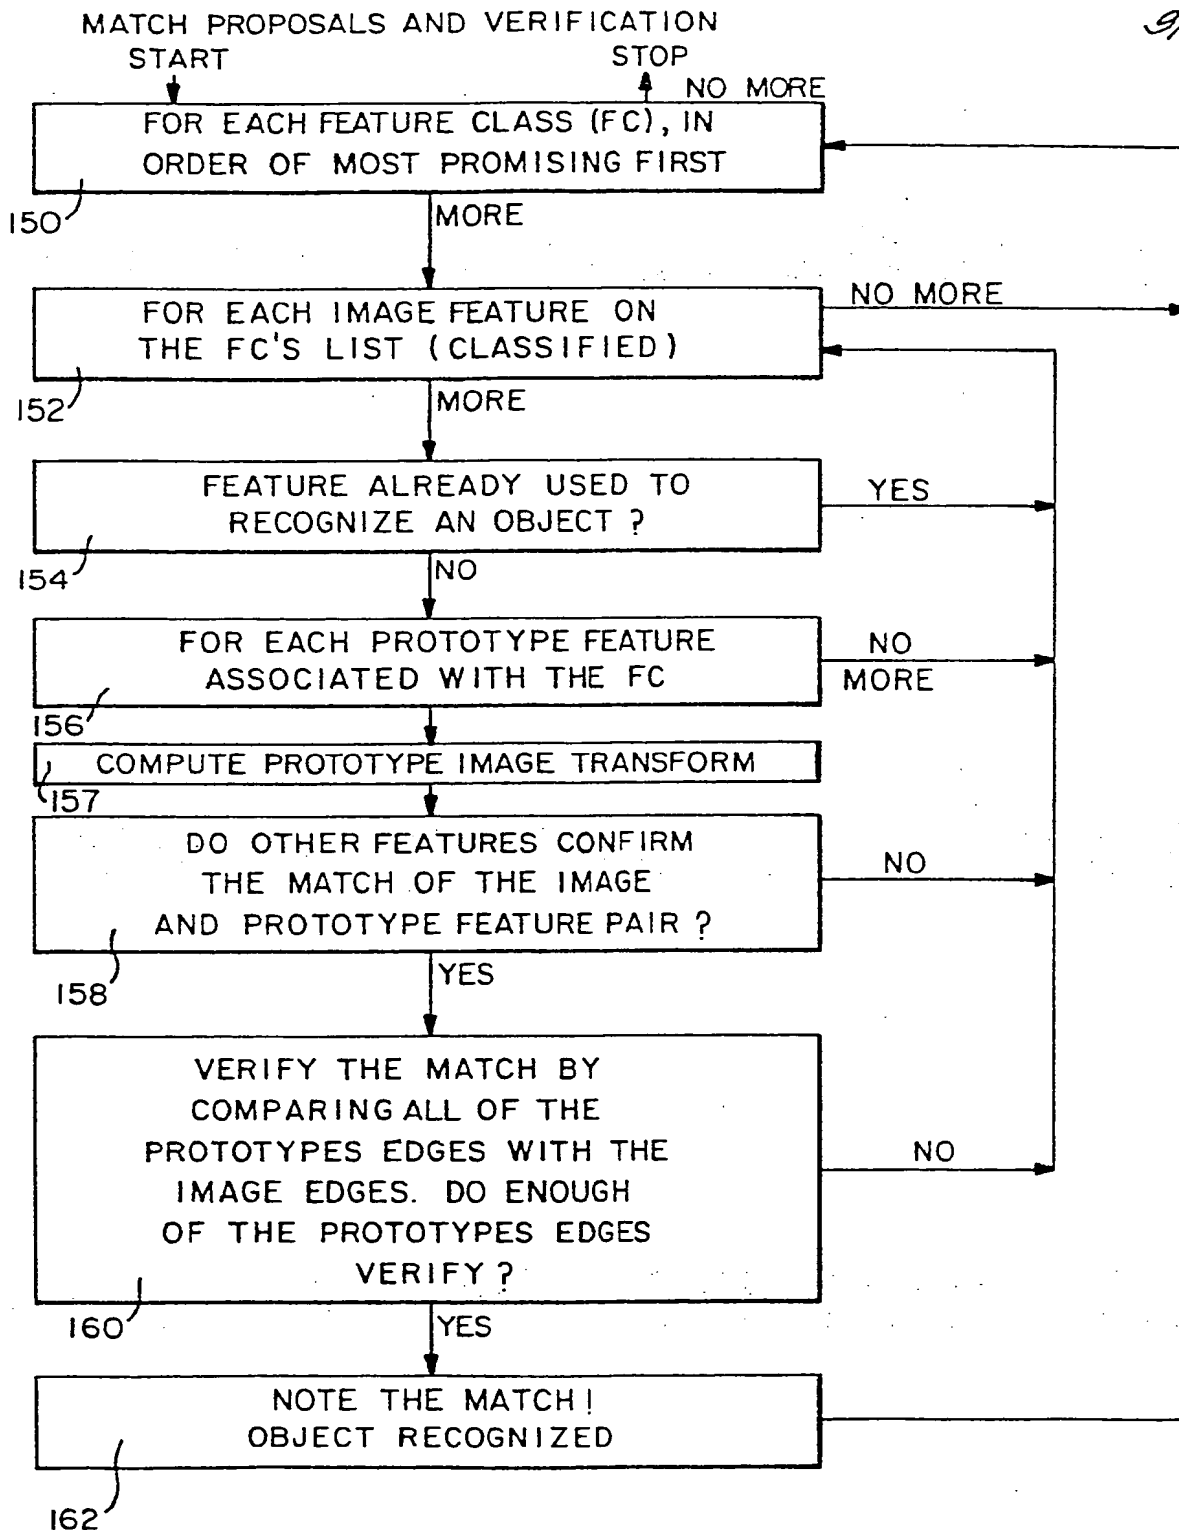 MATCH PROPOSALS AND VERIFICATION
START
STOP
NO MORE
FOR EACH FEATURE CLASS (FC), IN
ORDER OF MOST PROMISING FIRST
150
MORE
FOR EACH IMAGE FEATURE ON
THE FC'S LIST (CLASSIFIED)
NO MORE
152
MORE
FEATURE ALREADY USED TO
RECOGNIZE AN OBJECT ?
YES
154
NO
FOR EACH PROTOTYPE FEATURE
ASSOCIATED WITH THE FC
NO
MORE
156
COMPUTE PROTOTYPE IMAGE TRANSFORM
157
DO OTHER FEATURES CONFIRM
THE MATCH OF THE IMAGE
AND PROTOTYPE FEATURE PAIR ?
NO
158
YES
VERIFY THE MATCH BY
COMPARING ALL OF THE
PROTOTYPES EDGES WITH THE
IMAGE EDGES. DO ENOUGH
OF THE PROTOTYPES EDGES
VERIFY ?
NO
160
YES
NOTE THE MATCH !
OBJECT RECOGNIZED
162